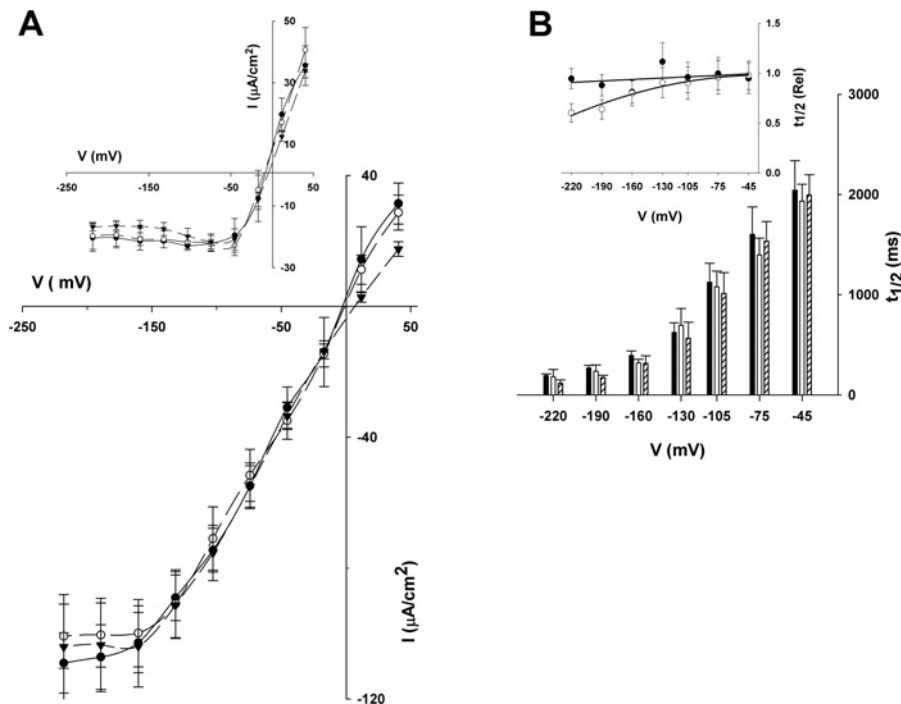 A
50
I (µA/cm²)
30
10
V (mV)
-250
-150
-50
50
-10
-30
40
V ( mV)
-250
-150
-50
50
-40
I (µA/cm²)
-120
B
1.5
1.0
0.5
0.0
t1/2 (Rel)
-220 -190 -160 -130 -105 -75 -45
V (mV)
3000
2000
1000
0
t1/2 (ms)
-220 -190 -160 -130 -105 -75 -45
V (mV)